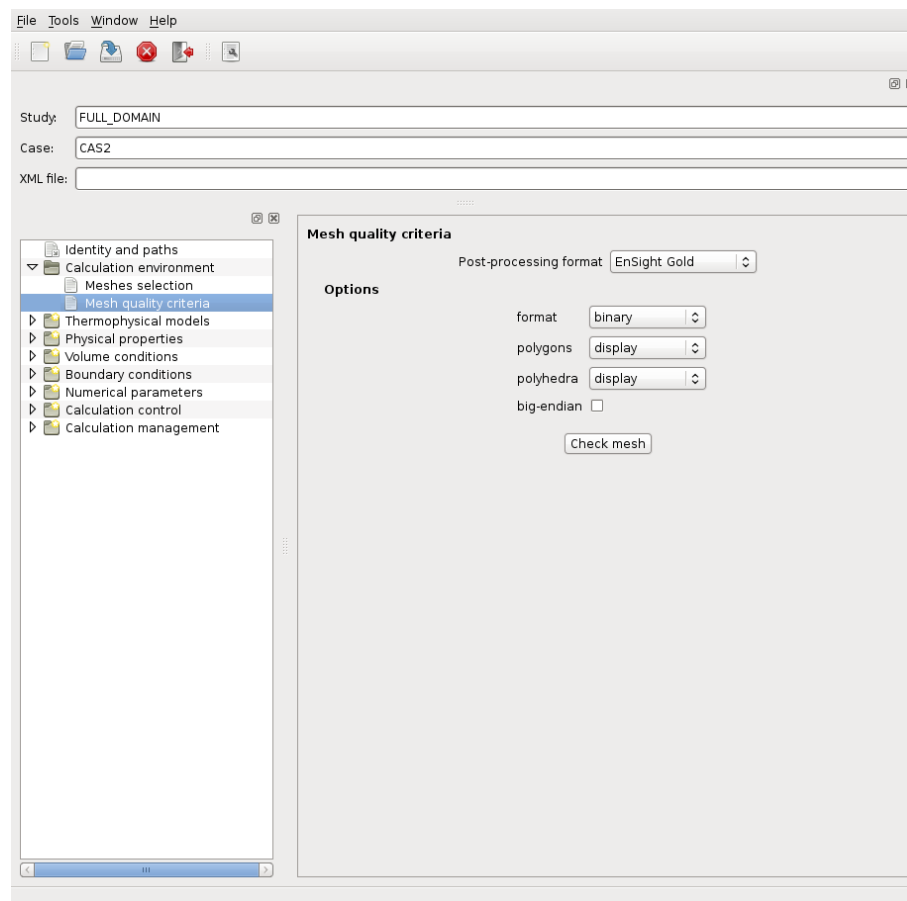 File Tools Window Help
Study: FULL_DOMAIN
Case: CAS2
XML file:
Mesh quality criteria
Post-processing format EnSight Gold
Options
format binary
polygons display
polyhedra display
big-endian
Check mesh
Identity and paths
Calculation environment
Meshes selection
Mesh quality criteria
Thermophysical models
Physical properties
Volume conditions
Boundary conditions
Numerical parameters
Calculation control
Calculation management